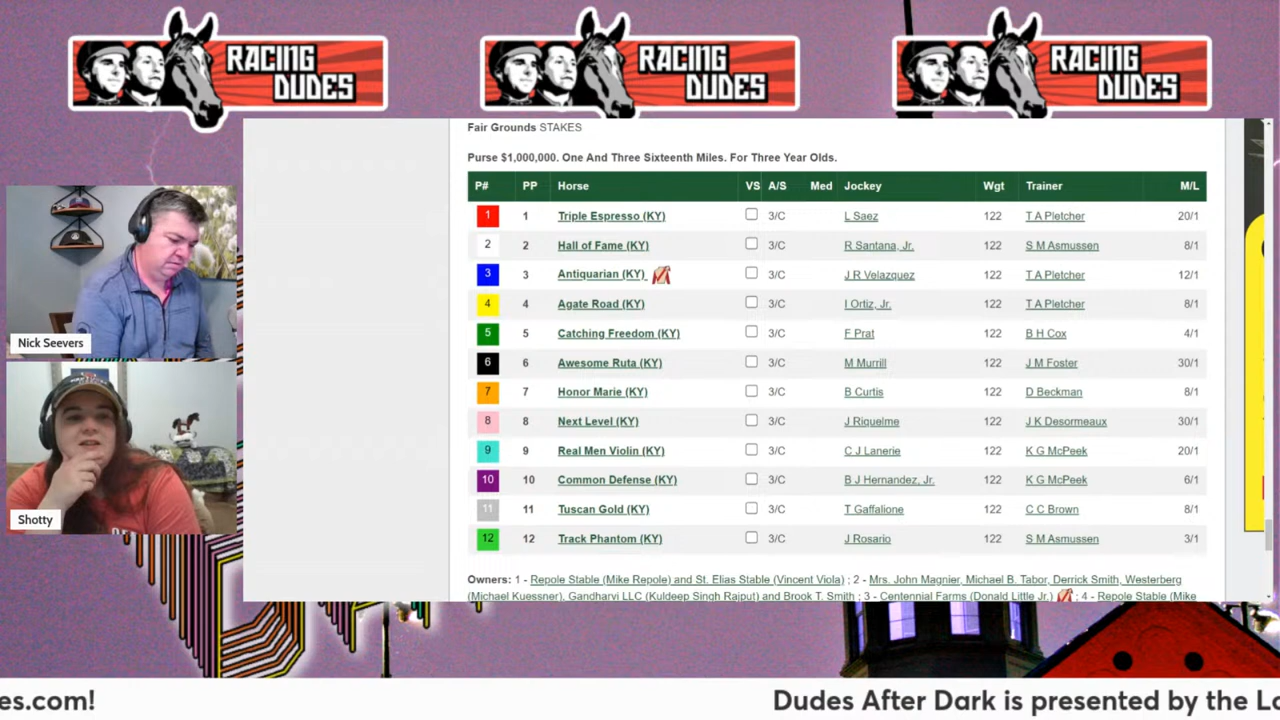 RACING DUDES
RACING DUDES
RACING DUDES
Fair Grounds STAKES
Purse $1,000,000. One And Three Sixteenth Miles. For Three Year Olds.
P# PP Horse VS A/S Med Jockey Wgt Trainer M/L
1 1 Triple Espresso (KY) 3/C L Saez 122 T A Pletcher 20/1
2 2 Hall of Fame (KY) 3/C R Santana, Jr. 122 S M Asmussen 8/1
3 3 Antiquarian (KY) 3/C J R Velazquez 122 T A Pletcher 12/1
4 4 Agate Road (KY) 3/C I Ortiz, Jr. 122 T A Pletcher 8/1
5 5 Catching Freedom (KY) 3/C F Prat 122 B H Cox 4/1
6 6 Awesome Ruta (KY) 3/C M Murrill 122 J M Foster 30/1
7 7 Honor Marie (KY) 3/C B Curtis 122 D Beckman 8/1
8 8 Next Level (KY) 3/C J Riquelme 122 J K Desormeaux 30/1
9 9 Real Men Violin (KY) 3/C C J Lanerie 122 K G McPeek 20/1
10 10 Common Defense (KY) 3/C B J Hernandez, Jr. 122 K G McPeek 6/1
11 11 Tuscan Gold (KY) 3/C T Gaffalione 122 C C Brown 8/1
12 12 Track Phantom (KY) 3/C J Rosario 122 S M Asmussen 3/1
Owners: 1 - Repole Stable (Mike Repole) and St. Elias Stable (Vincent Viola) ; 2 - Mrs. John Magnier, Michael B. Tabor, Derrick Smith, Westerberg
(Michael Kuessner), Gandharvi LLC (Kuldeep Singh Rajput) and Brook T. Smith ; 3 - Centennial Farms (Donald Little Jr.) ; 4 - Repole Stable (Mike
Nick Seevers
Shotty
es.com! Dudes After Dark is presented by the Lo